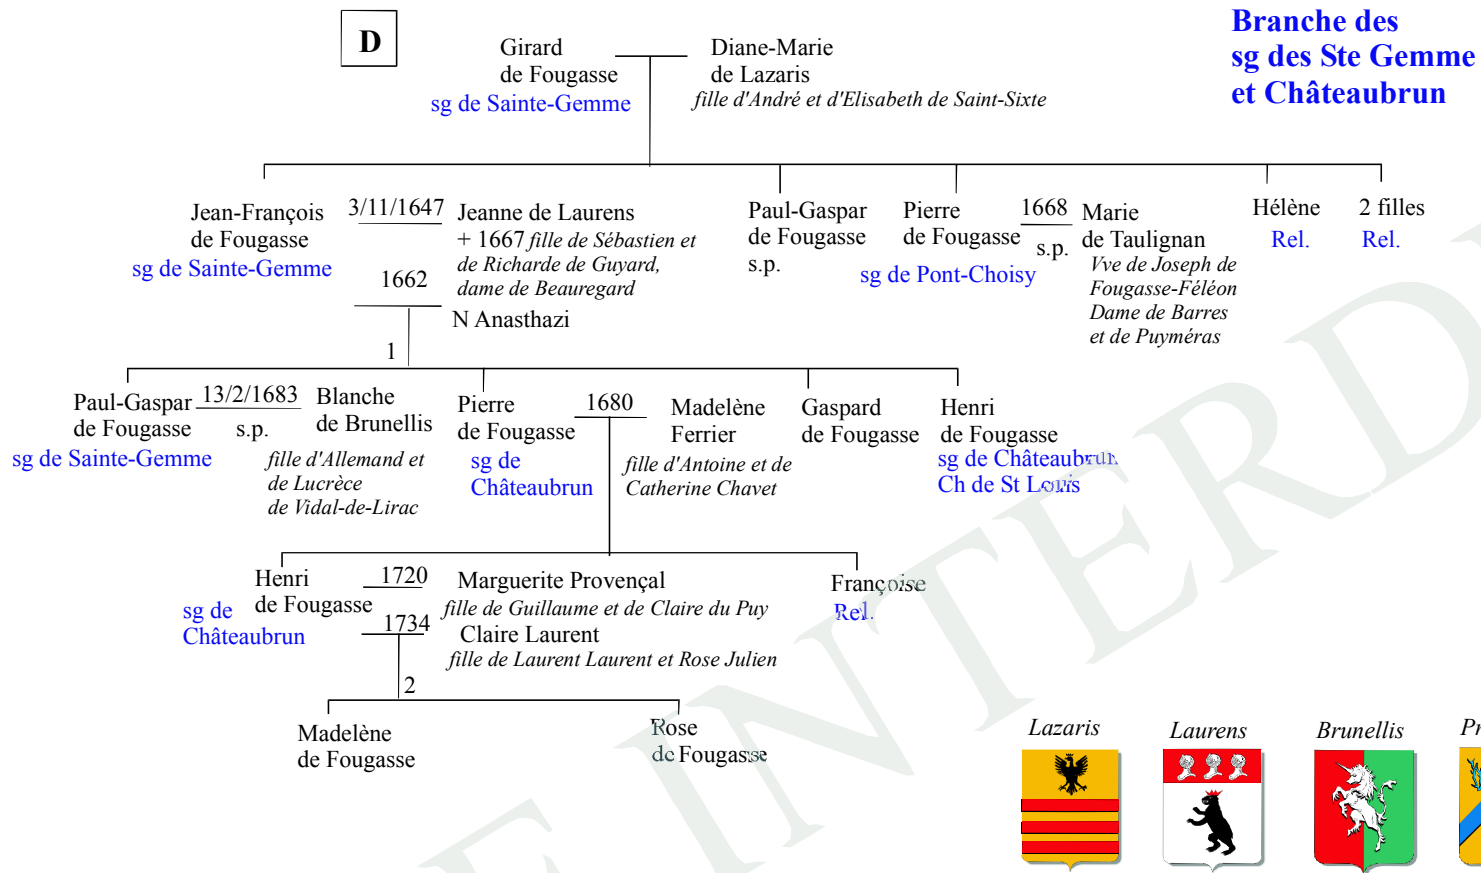 D
Branche des
sg des Ste Gemme
et Châteaubrun
Girard
de Fougasse
sg de Sainte-Gemme
Diane-Marie
de Lazaris
fille d'André et d'Elisabeth de Saint-Sixte
Jean-François
de Fougasse
sg de Sainte-Gemme
3/11/1647
Jeanne de Laurens
+ 1667 fille de Sébastien et
de Richarde de Guyard,
dame de Beauregard
1662
N Anasthazi
Paul-Gaspar
de Fougasse
s.p.
Pierre
de Fougasse
sg de Pont-Choisy
1668
s.p.
Marie
de Taulignan
Vve de Joseph de
Fougasse-Féléon
Dame de Barres
et de Puyméras
Hélène
Rel.
2 filles
Rel.
1
Paul-Gaspar
de Fougasse
sg de Sainte-Gemme
13/2/1683
s.p.
Blanche
de Brunellis
fille d'Allemand et
de Lucrèce
de Vidal-de-Lirac
Pierre
de Fougasse
sg de
Châteaubrun
1680
Madelène
Ferrier
fille d'Antoine et de
Catherine Chavet
Gaspard
de Fougasse
Henri
de Fougasse
sg de Châteaubrun
Ch de St Louis
Henri
de Fougasse
sg de
Châteaubrun
1720
Marguerite Provençal
fille de Guillaume et de Claire du Puy
1734
Claire Laurent
fille de Laurent Laurent et Rose Julien
Françoise
Rel.
2
Madelène
de Fougasse
Rose
de Fougasse
Lazaris
Laurens
Brunellis
E INTERD